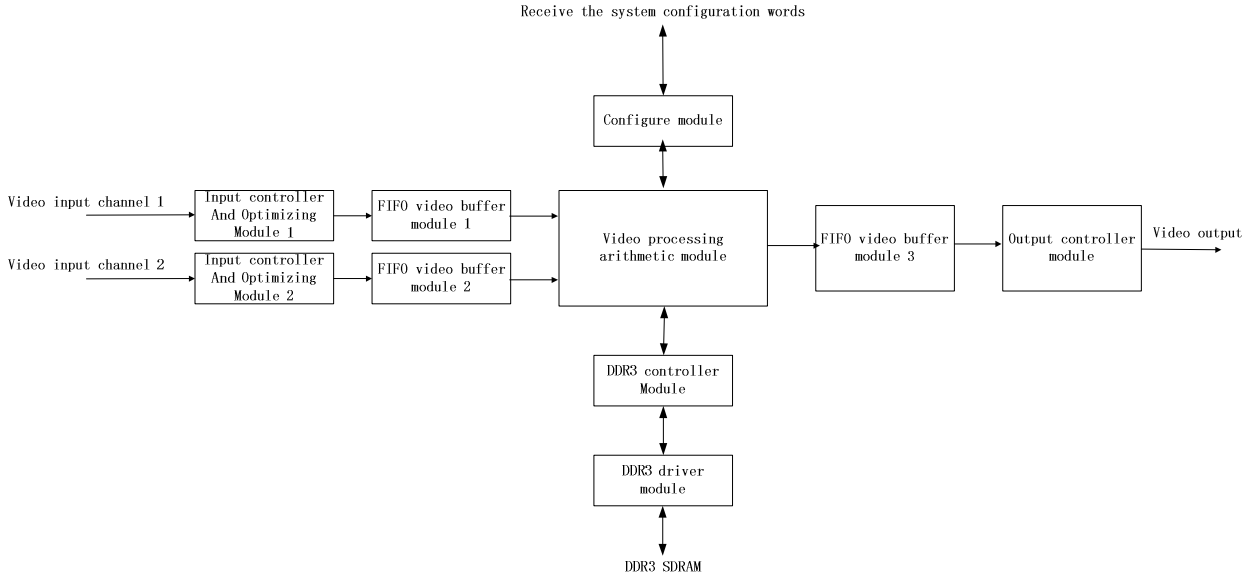 Receive the system configuration words
Configure module
Video input channel 1
Input controller
And Optimizing
Module 1
FIFO video buffer
module 1
Video input channel 2
Input controller
And Optimizing
Module 2
FIFO video buffer
module 2
Video processing
arithmetic module
FIFO video buffer
module 3
Output controller
module
Video output
DDR3 controller
Module
DDR3 driver
module
DDR3 SDRAM